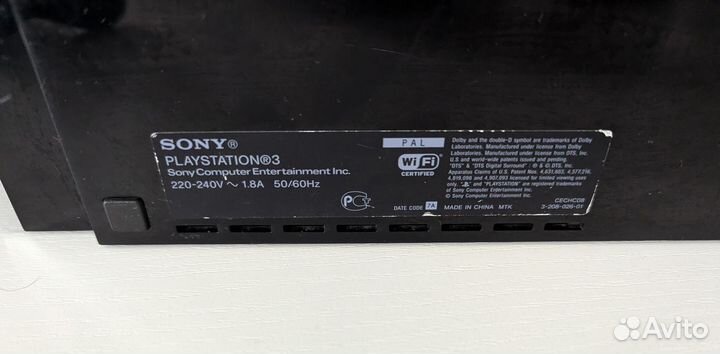 SONY®
PLAYSTATION®3
Sony Computer Entertainment Inc.
220-240V ~ 1.8A 50/60Hz
PAL
Wi Fi
CERTIFIED
DATE CODE 7A
MADE IN CHINA MTK
Dolby and the double-D symbol are trademarks of Dolby
Laboratories. Manufactured under license from Dolby
Laboratories. Manufactured under license from DTS, Inc.
U.S and world-wide patents issued and pending.
"DTS" & "DTS Digital Surround" : ® & © DTS, Inc.
Apparatus Claims of U.S. Patent Nos. 4,631,603, 4,577,216,
4,819,098 and 4,907,093 licensed for limited viewing uses
only. and "PLAYSTATION" are registered trademarks
of Sony Computer Entertainment Inc.
© Sony Computer Entertainment Inc.
CECHC08
3-208-026-01
Avito